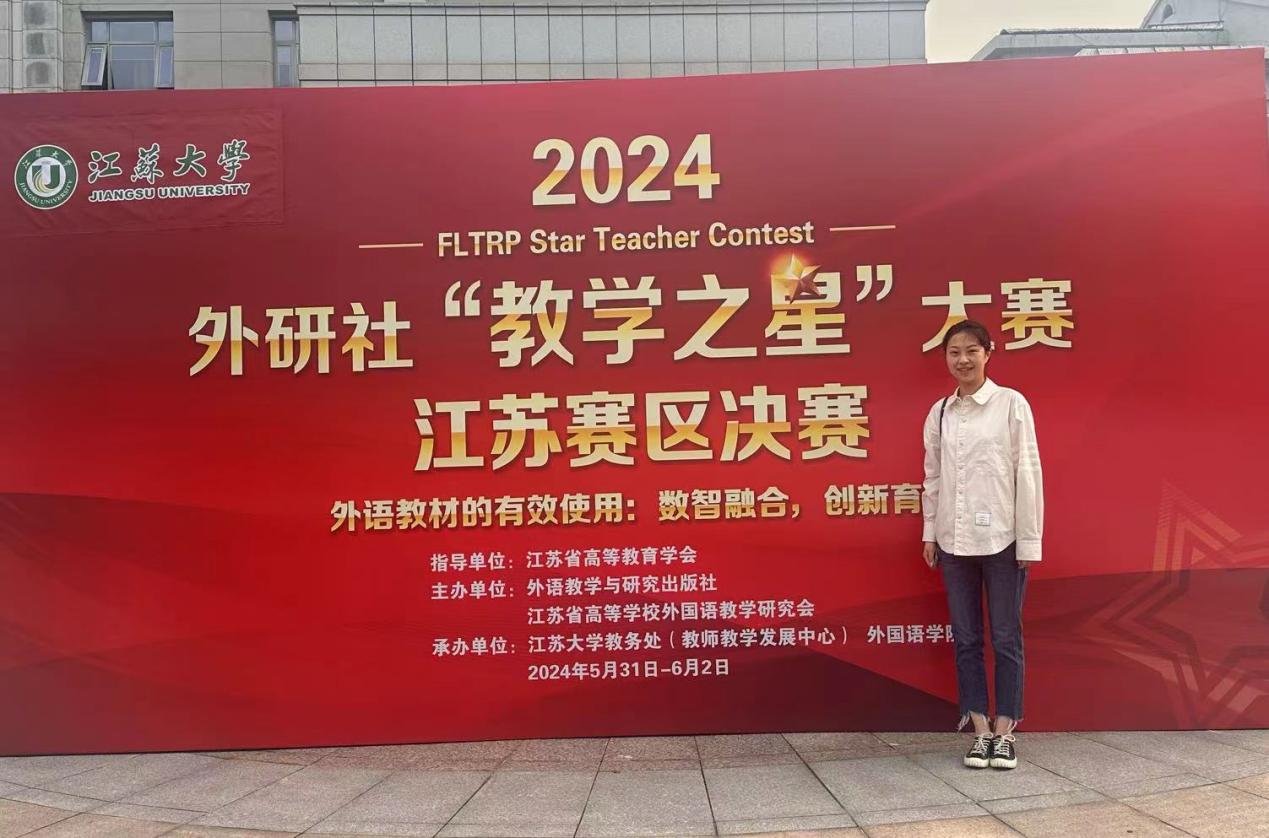 江蘇大學
JIANGSU UNIVERSITY
2024
FLTRP Star Teacher Contest
外研社“教学之星”大赛
江苏赛区决赛
外语教材的有效使用：数智融合，创新育
指导单位：江苏省高等教育学会
主办单位：外语教学与研究出版社
江苏省高等学校外国语教学研究会
承办单位：江苏大学教务处（教师教学发展中心） 外国语学院
2024年5月31日-6月2日